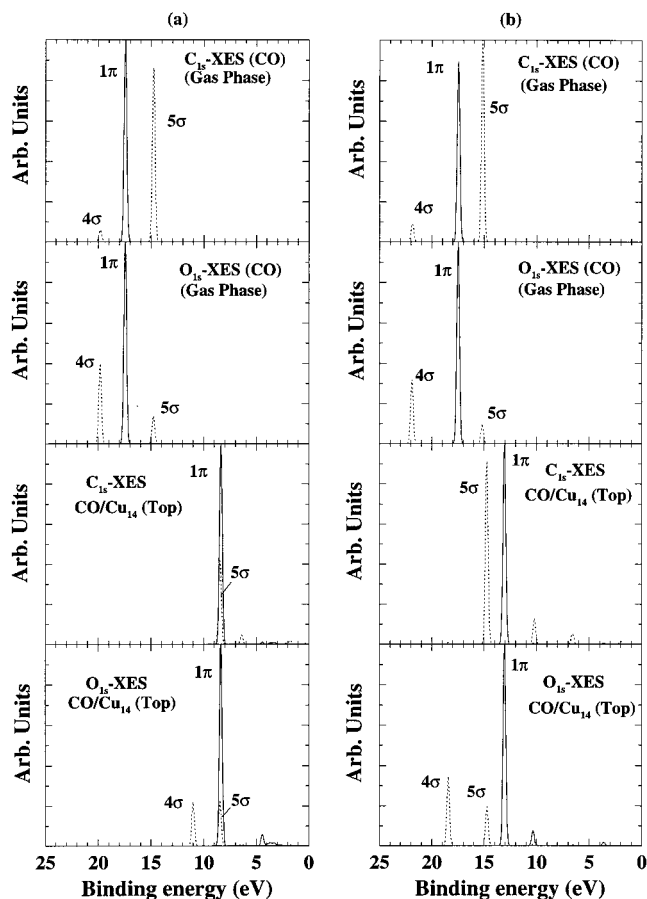 (a)
C1s-XES (CO)
(Gas Phase)
1π
5σ
4σ
Arb. Units
O1s-XES (CO)
(Gas Phase)
1π
4σ
5σ
Arb. Units
C1s-XES
CO/Cu14 (Top)
1π
5σ
Arb. Units
O1s-XES
CO/Cu14 (Top)
1π
4σ
5σ
Arb. Units
25 20 15 10 5 0
Binding energy (eV)
(b)
C1s-XES (CO)
(Gas Phase)
1π
5σ
4σ
Arb. Units
O1s-XES (CO)
(Gas Phase)
1π
4σ
5σ
Arb. Units
C1s-XES
CO/Cu14 (Top)
1π
5σ
Arb. Units
O1s-XES
CO/Cu14 (Top)
1π
4σ
5σ
Arb. Units
25 20 15 10 5 0
Binding energy (eV)